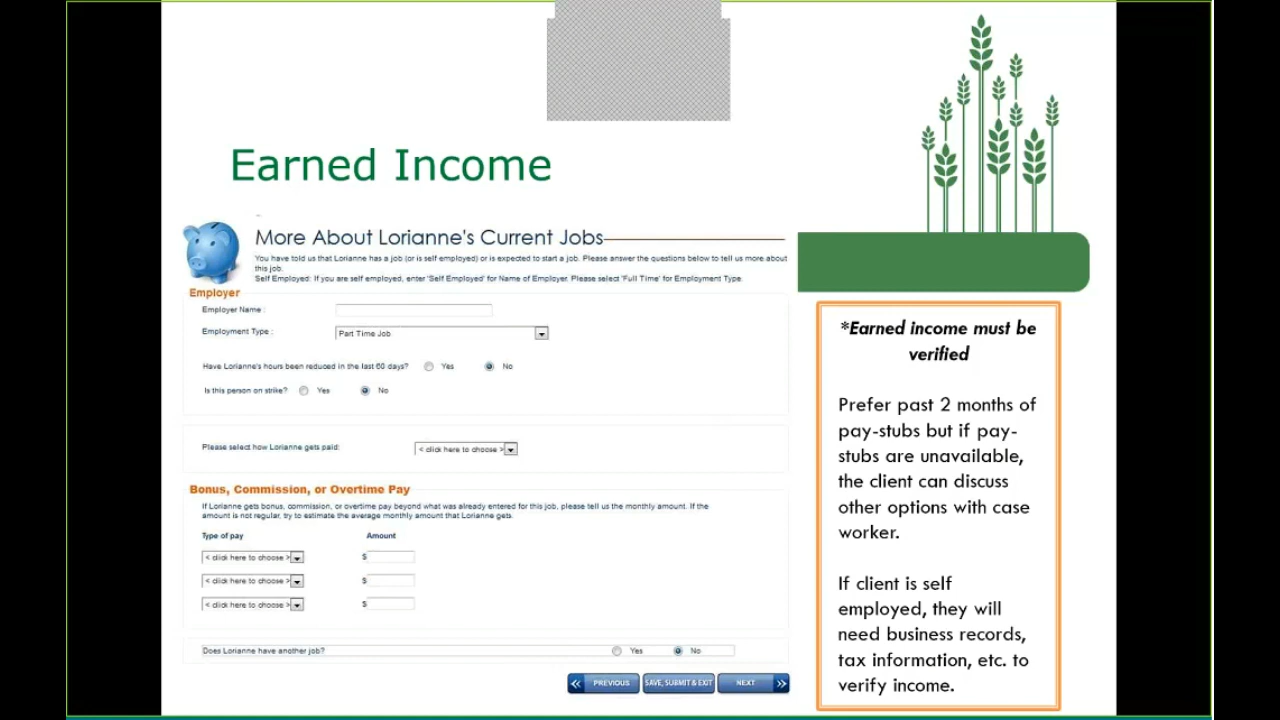 Earned Income
More About Lorianne's Current Jobs
You have told us that Lorianne has a job (or is self employed) or is expected to start a job. Please answer the questions below to tell us more about
this job.
Self Employed: If you are self employed, enter 'Self Employed' for Name of Employer. Please select 'Full Time' for Employment Type.
Employer
Employer Name :
Employment Type : Part Time Job
Have Lorianne's hours been reduced in the last 60 days? Yes No
Is this person on strike? Yes No
Please select how Lorianne gets paid: < click here to choose >
Bonus, Commission, or Overtime Pay
If Lorianne gets bonus, commission, or overtime pay beyond what was already entered for this job, please tell us the monthly amount. If the
amount is not regular, try to estimate the average monthly amount that Lorianne gets.
Type of pay Amount
< click here to choose > $
< click here to choose > $
< click here to choose > $
Does Lorianne have another job? Yes No
PREVIOUS SAVE, SUBMIT & EXIT NEXT
*Earned income must be
verified
Prefer past 2 months of
pay-stubs but if pay-
stubs are unavailable,
the client can discuss
other options with case
worker.
If client is self
employed, they will
need business records,
tax information, etc. to
verify income.